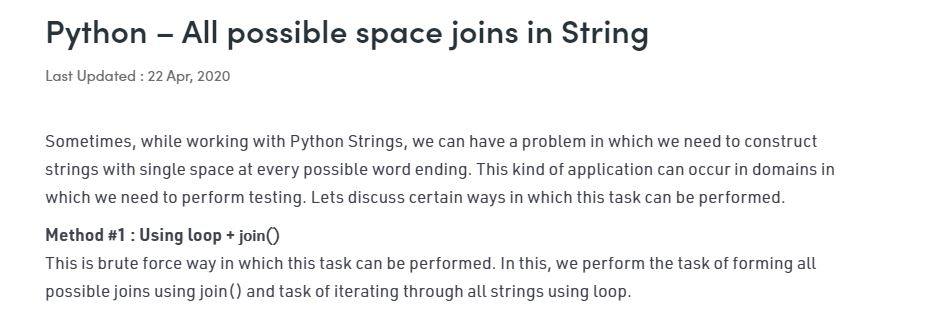 Python – All possible space joins in String
Last Updated : 22 Apr, 2020
Sometimes, while working with Python Strings, we can have a problem in which we need to construct
strings with single space at every possible word ending. This kind of application can occur in domains in
which we need to perform testing. Lets discuss certain ways in which this task can be performed.
Method #1 : Using loop + join()
This is brute force way in which this task can be performed. In this, we perform the task of forming all
possible joins using join() and task of iterating through all strings using loop.